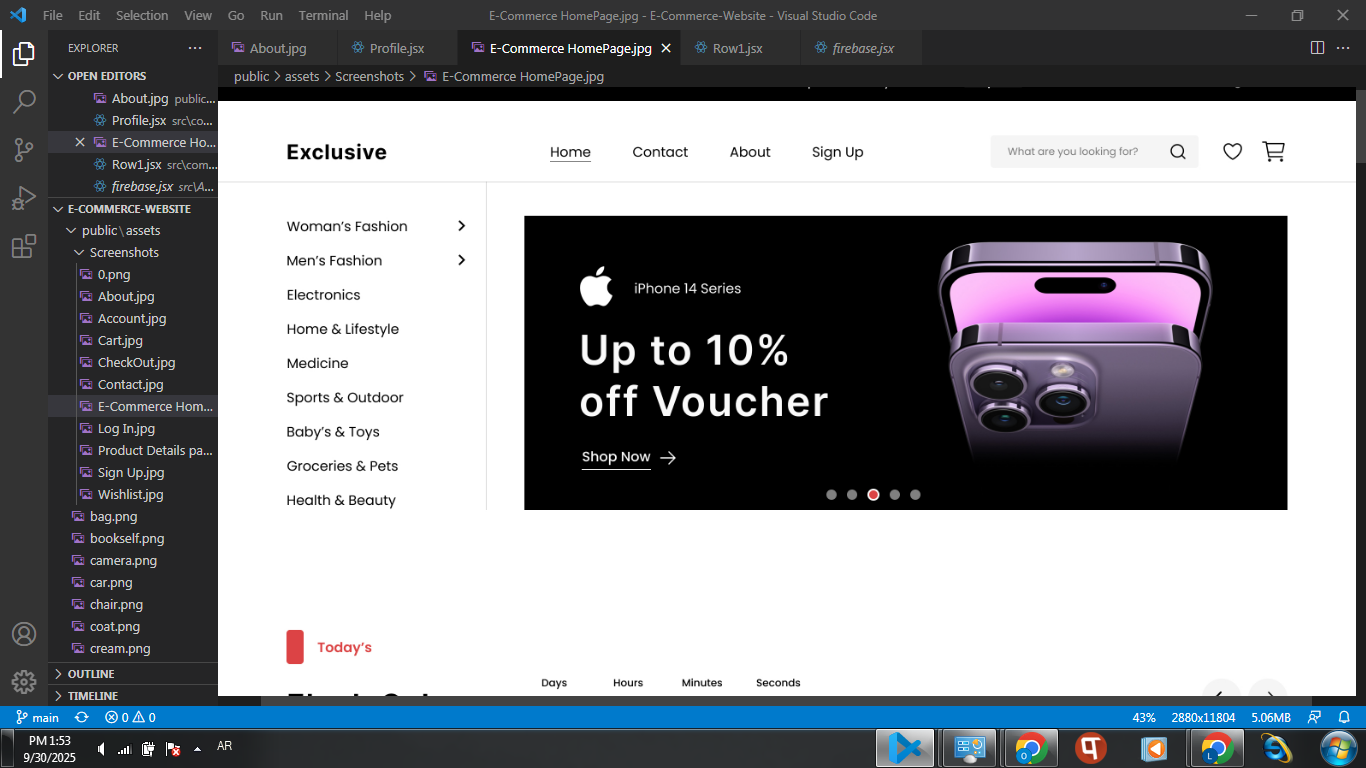 File Edit Selection View Go Run Terminal Help E-Commerce HomePage.jpg - E-Commerce-Website - Visual Studio Code
EXPLORER
About.jpg Profile.jsx E-Commerce HomePage.jpg Row1.jsx firebase.jsx
public > assets > Screenshots > E-Commerce HomePage.jpg
OPEN EDITORS
About.jpg public...
Profile.jsx src\co...
E-Commerce Ho...
Row1.jsx src\com...
firebase.jsx src\A...
E-COMMERCE-WEBSITE
public\assets
Screenshots
0.png
About.jpg
Account.jpg
Cart.jpg
CheckOut.jpg
Contact.jpg
E-Commerce Hom...
Log In.jpg
Product Details pa...
Sign Up.jpg
Wishlist.jpg
bag.png
bookself.png
camera.png
car.png
chair.png
coat.png
cream.png
OUTLINE
TIMELINE
Exclusive
Home Contact About Sign Up
What are you looking for?
Woman's Fashion
Men's Fashion
Electronics
Home & Lifestyle
Medicine
Sports & Outdoor
Baby's & Toys
Groceries & Pets
Health & Beauty
iPhone 14 Series
Up to 10%
off Voucher
Shop Now
Today's
Days Hours Minutes Seconds
main 0 0 43% 2880x11804 5.06MB
PM 1:53
9/30/2025
AR